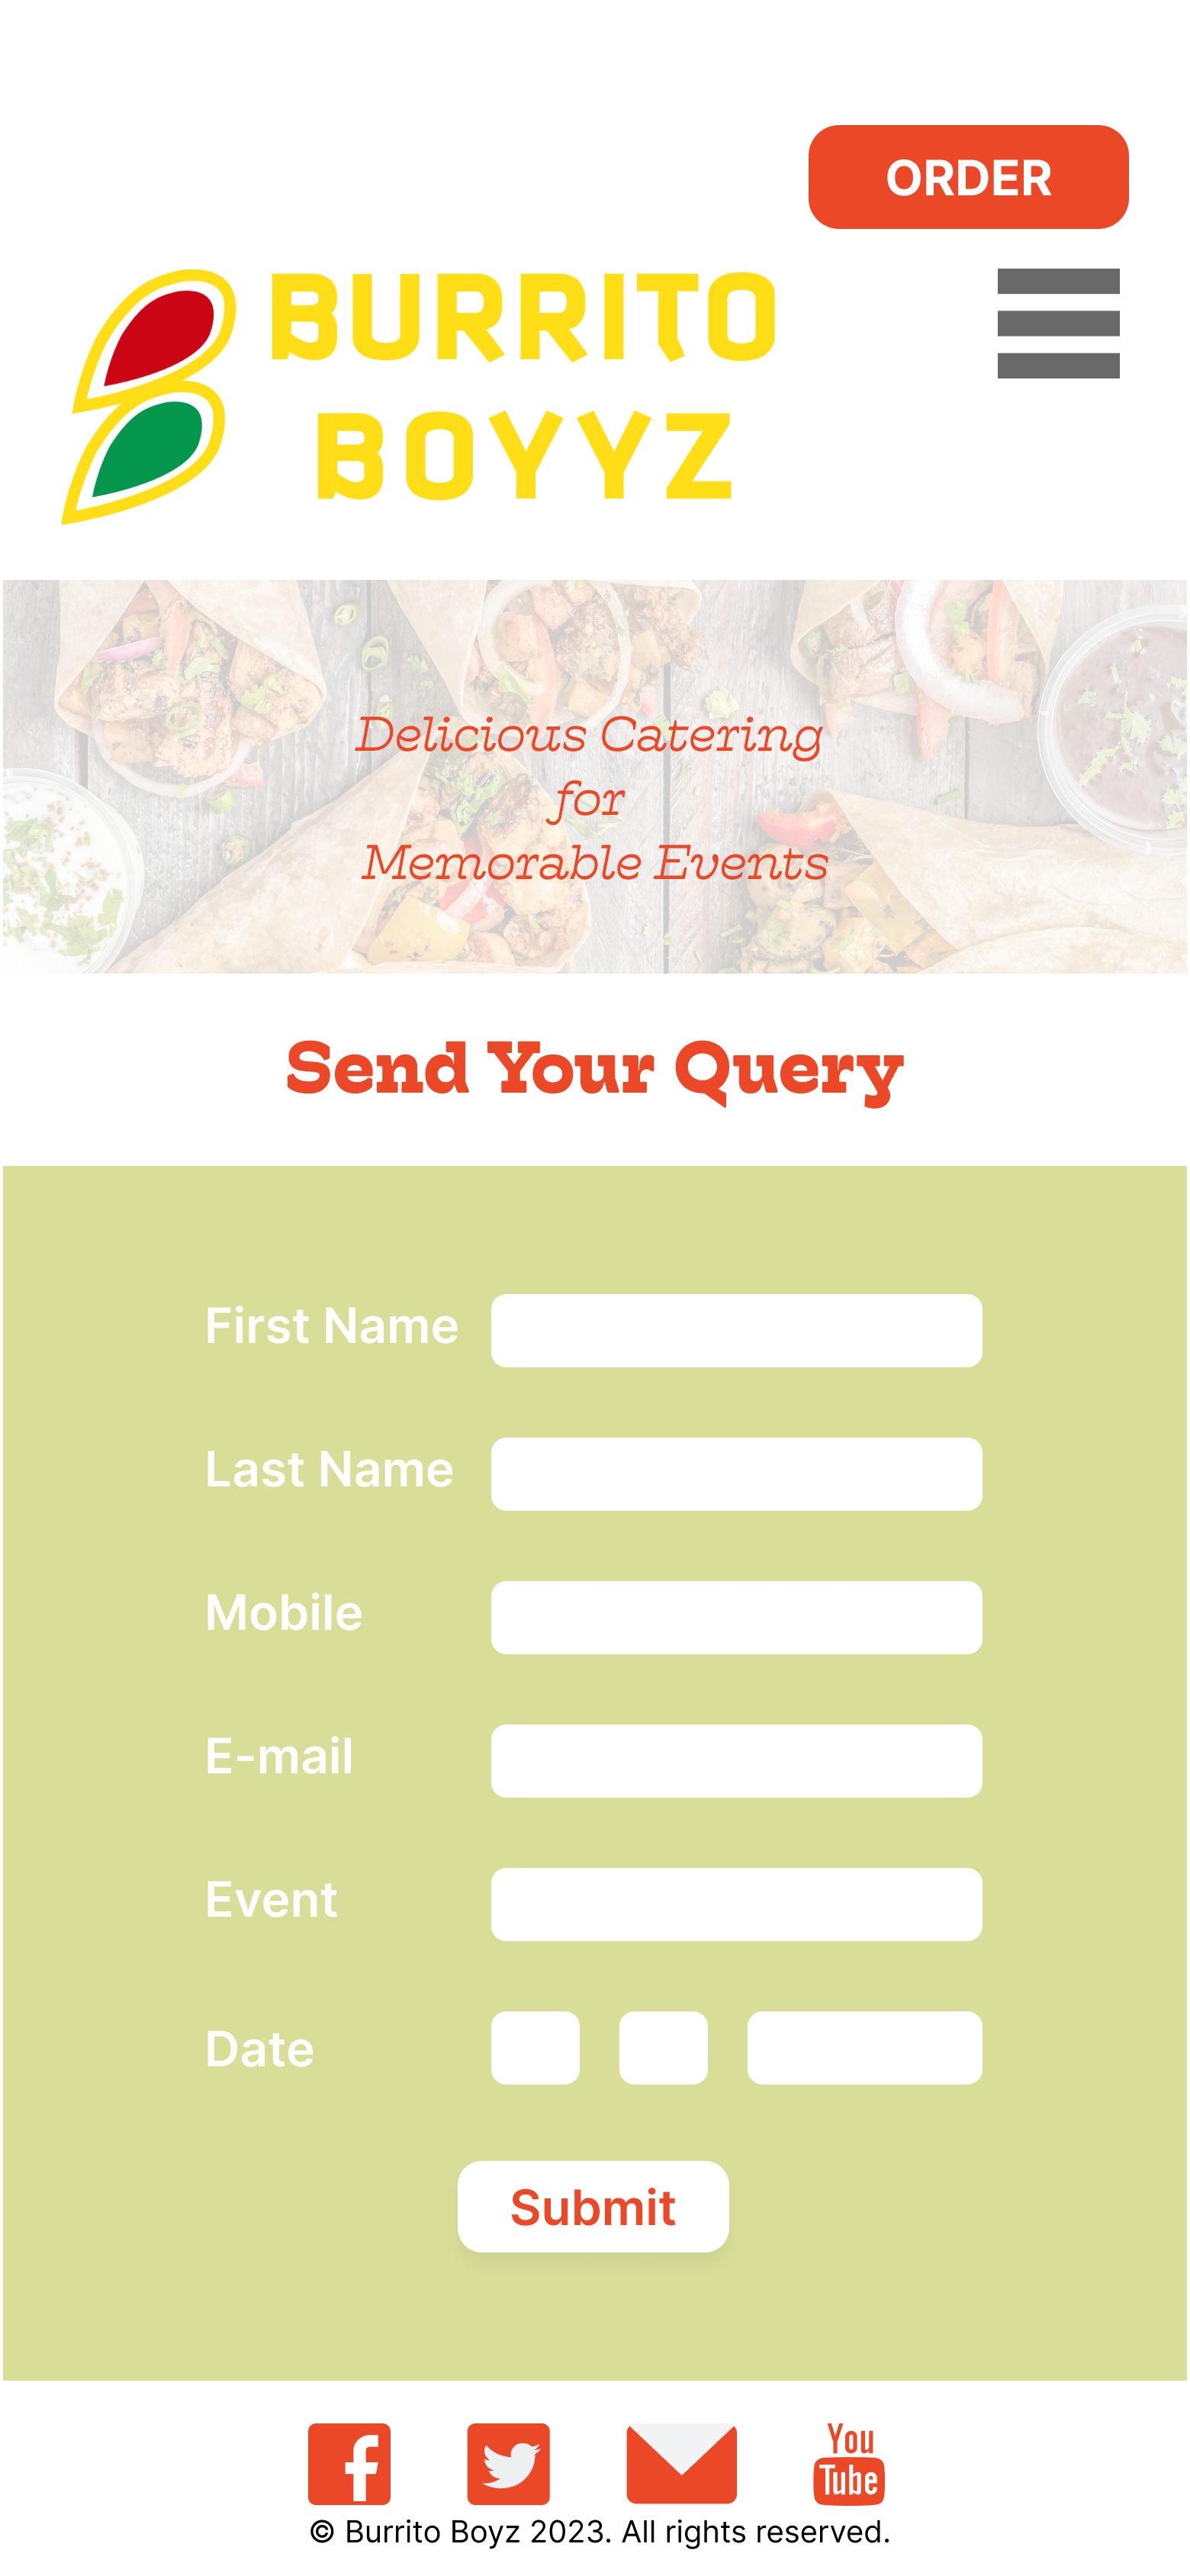 ORDER
BURRITO
BOYYZ
Delicious Catering
for
Memorable Events
Send Your Query
First Name
Last Name
Mobile
E-mail
Event
Date
Submit
You
Tube
© Burrito Boyz 2023. All rights reserved.